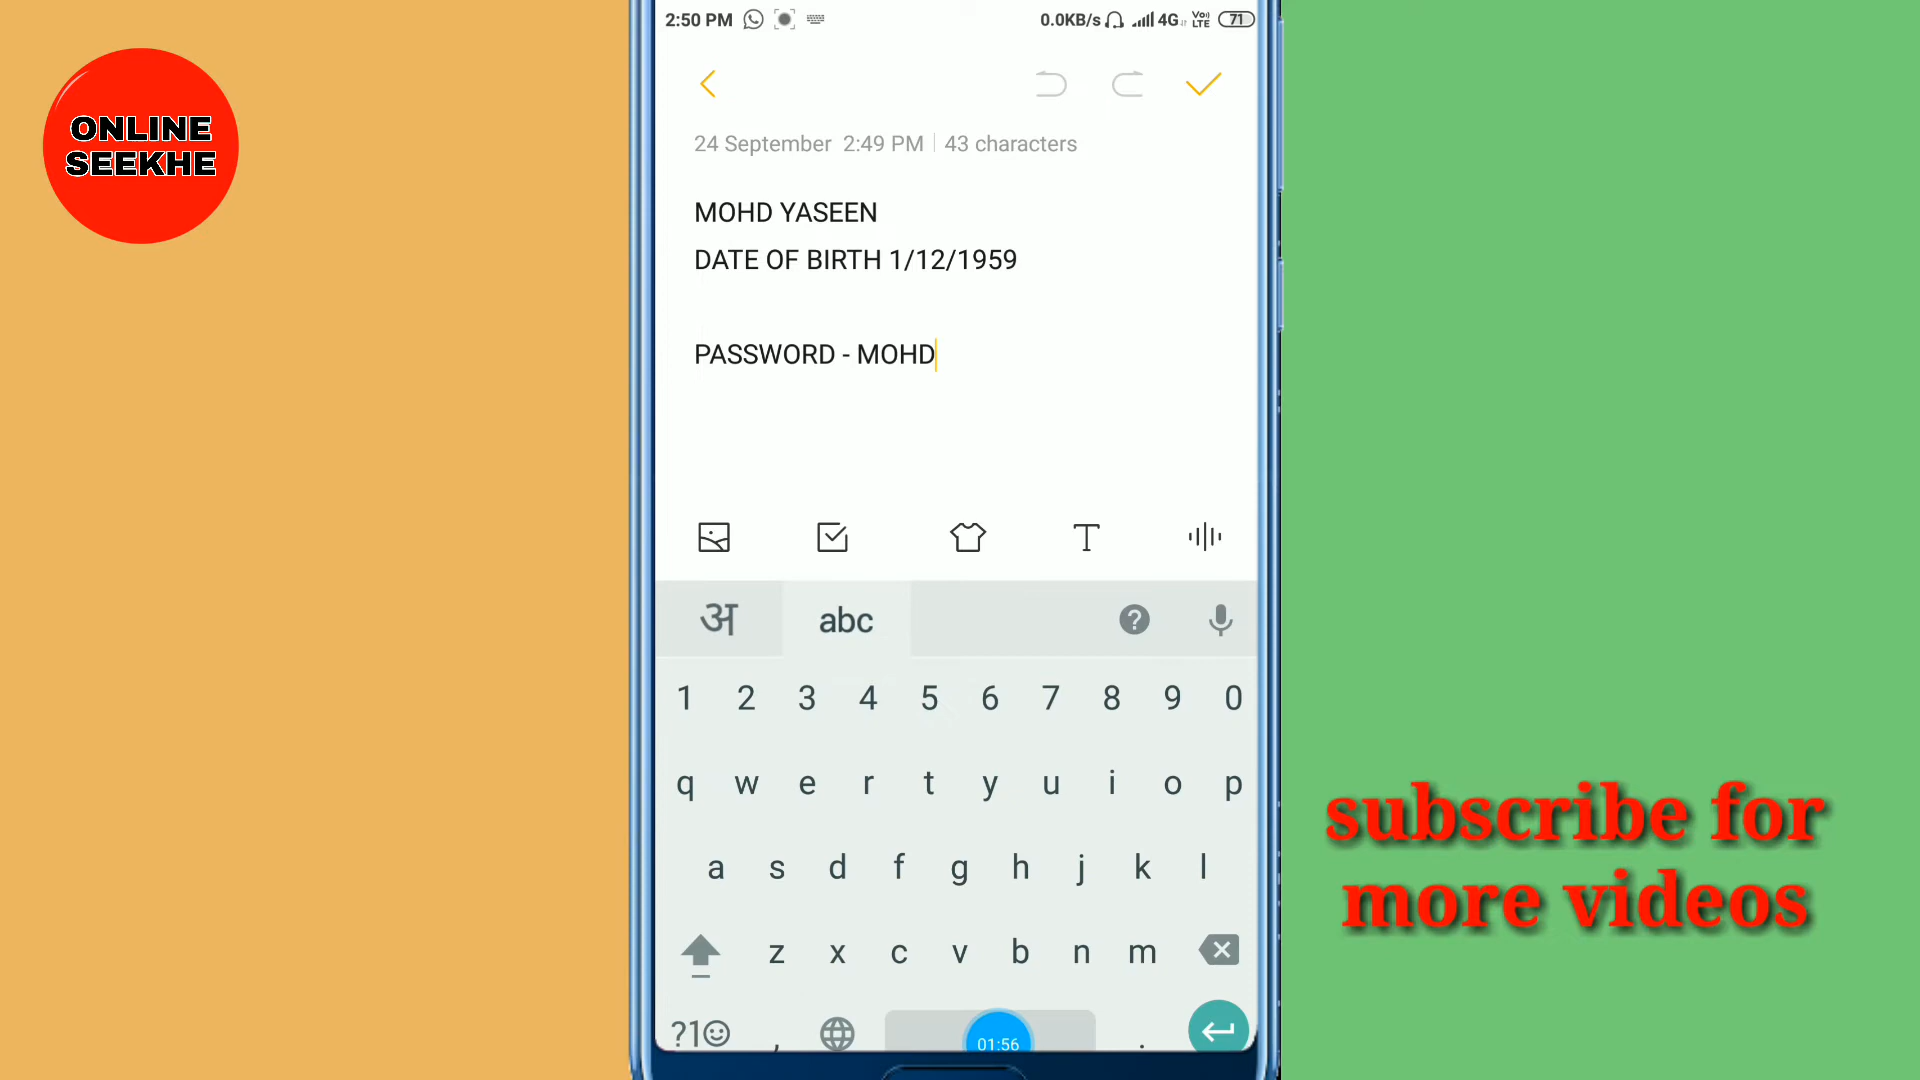 ONLINE
SEEKHE
2:50 PM 0.0KB/s 4G Vo) LTE 71
24 September 2:49 PM 43 characters
MOHD YASEEN
DATE OF BIRTH 1/12/1959
PASSWORD - MOHD
T
अ abc ?
1 2 3 4 5 6 7 8 9 0
q w e r t y u i o p
a s d f g h j k l
z x c v b n m
?1 , .
01:56
subscribe for
more videos